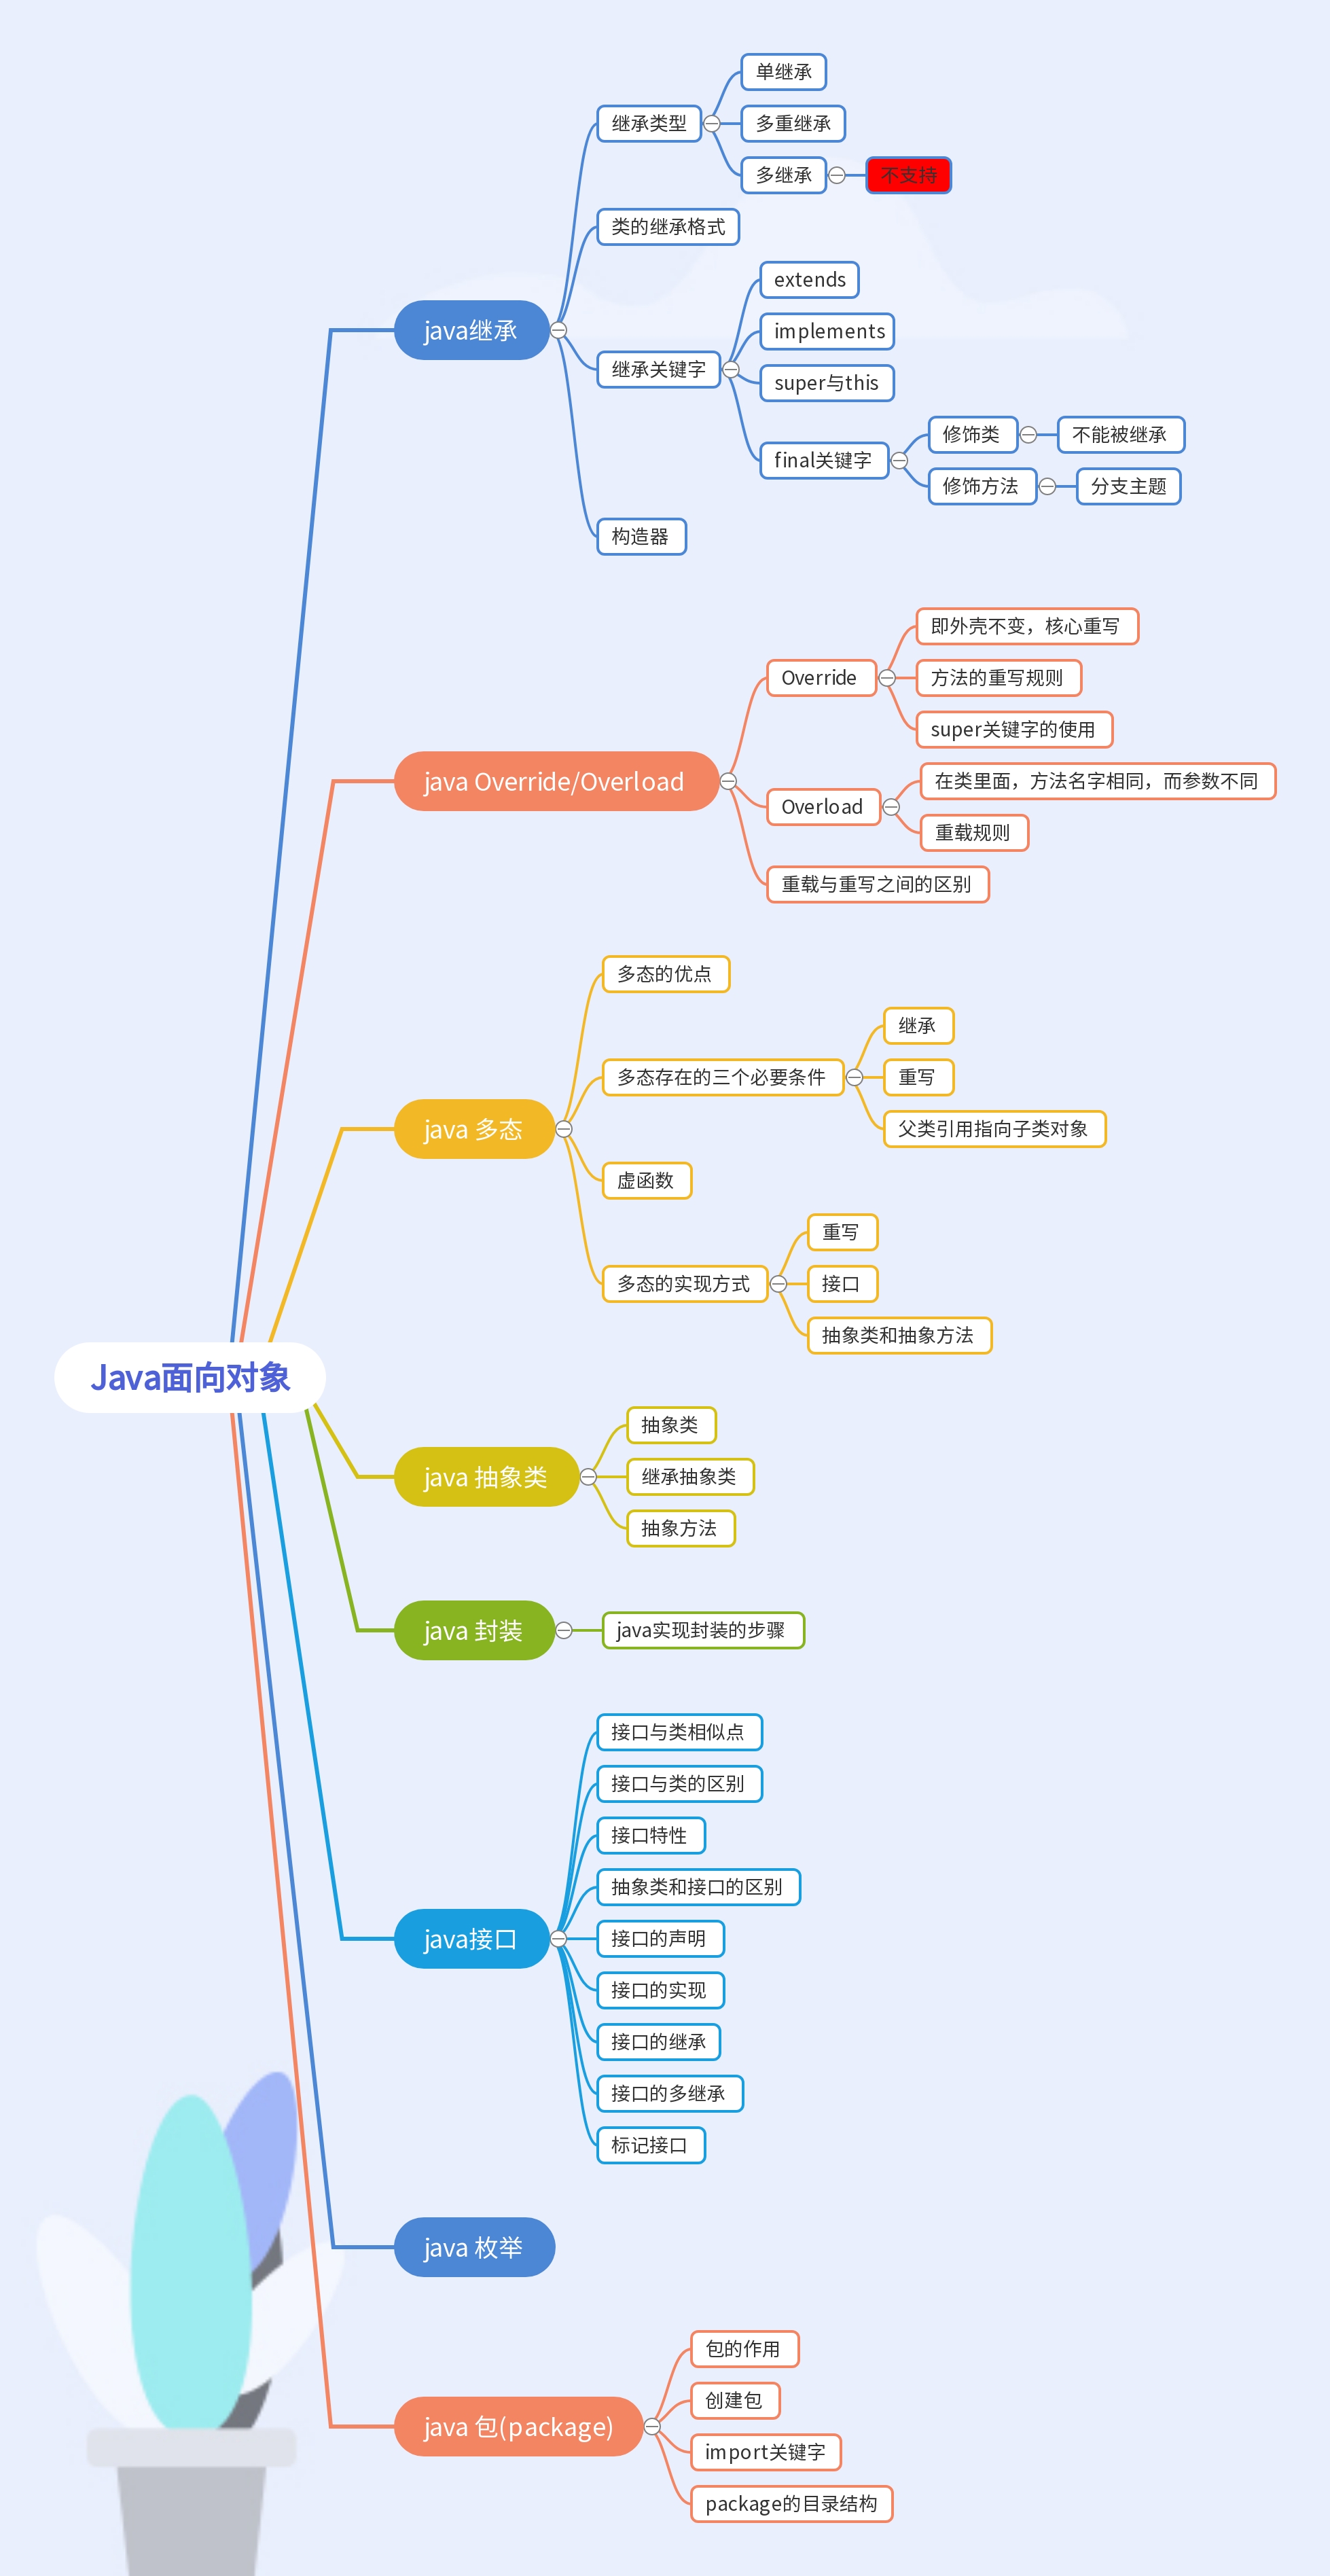 Java面向对象
java继承
继承类型
单继承
多重继承
多继承
不支持
类的继承格式
继承关键字
extends
implements
super与this
final关键字
修饰类
不能被继承
修饰方法
分支主题
构造器
java Override/Overload
Override
即外壳不变，核心重写
方法的重写规则
super关键字的使用
Overload
在类里面，方法名字相同，而参数不同
重载规则
重载与重写之间的区别
java 多态
多态的优点
多态存在的三个必要条件
继承
重写
父类引用指向子类对象
虚函数
多态的实现方式
重写
接口
抽象类和抽象方法
java 抽象类
抽象类
继承抽象类
抽象方法
java 封装
java实现封装的步骤
java接口
接口与类相似点
接口与类的区别
接口特性
抽象类和接口的区别
接口的声明
接口的实现
接口的继承
接口的多继承
标记接口
java 枚举
java 包(package)
包的作用
创建包
import关键字
package的目录结构